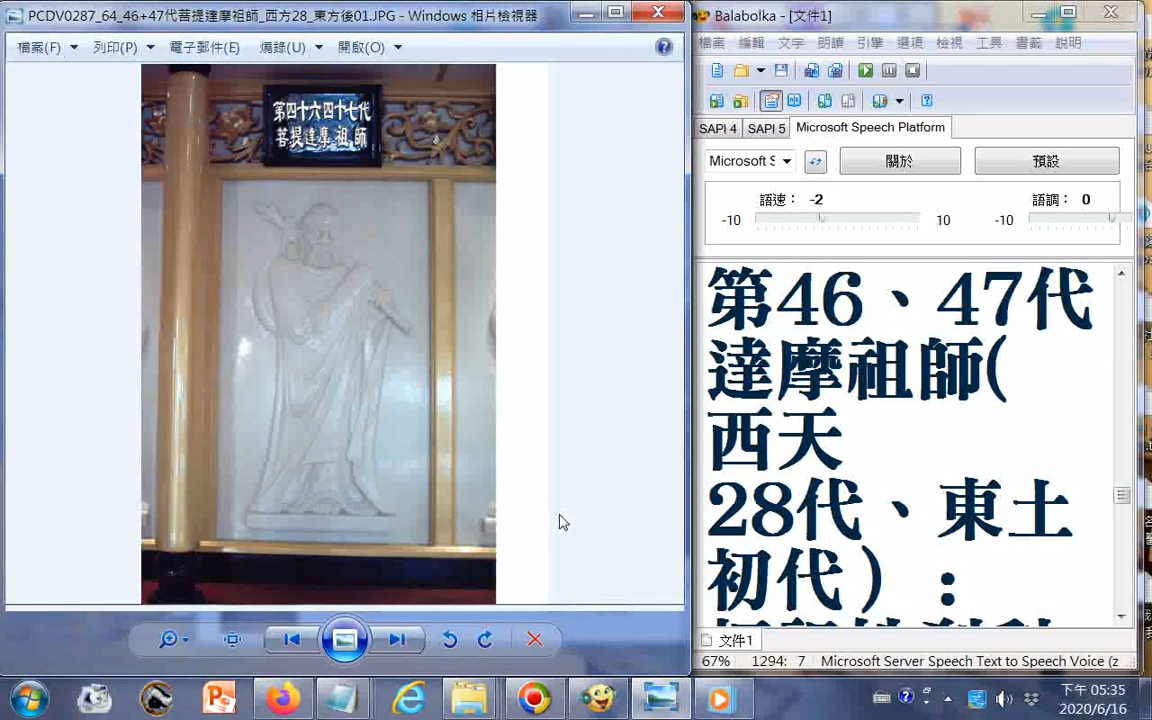 PCDV0287_64_46+47代菩提達摩祖師_西方28_東方後01.JPG - Windows 相片檢視器
檔案(F) 列印(P) 電子郵件(E) 燒錄(U) 開啟(O)
第四十六四十七代
菩提達摩祖師
Balabolka - [文件1]
檔案 編輯 文字 朗讀 引擎 選項 檢視 工具 書籤 說明
SAPI 4 SAPI 5 Microsoft Speech Platform
Microsoft S 關於 預設
語速: -2 語調: 0
-10 10 -10
第46、47代
達摩祖師(
西天
28代、東土
初代):
文件1
67% 1294: 7 Microsoft Server Speech Text to Speech Voice (z
下午 05:35
2020/6/16